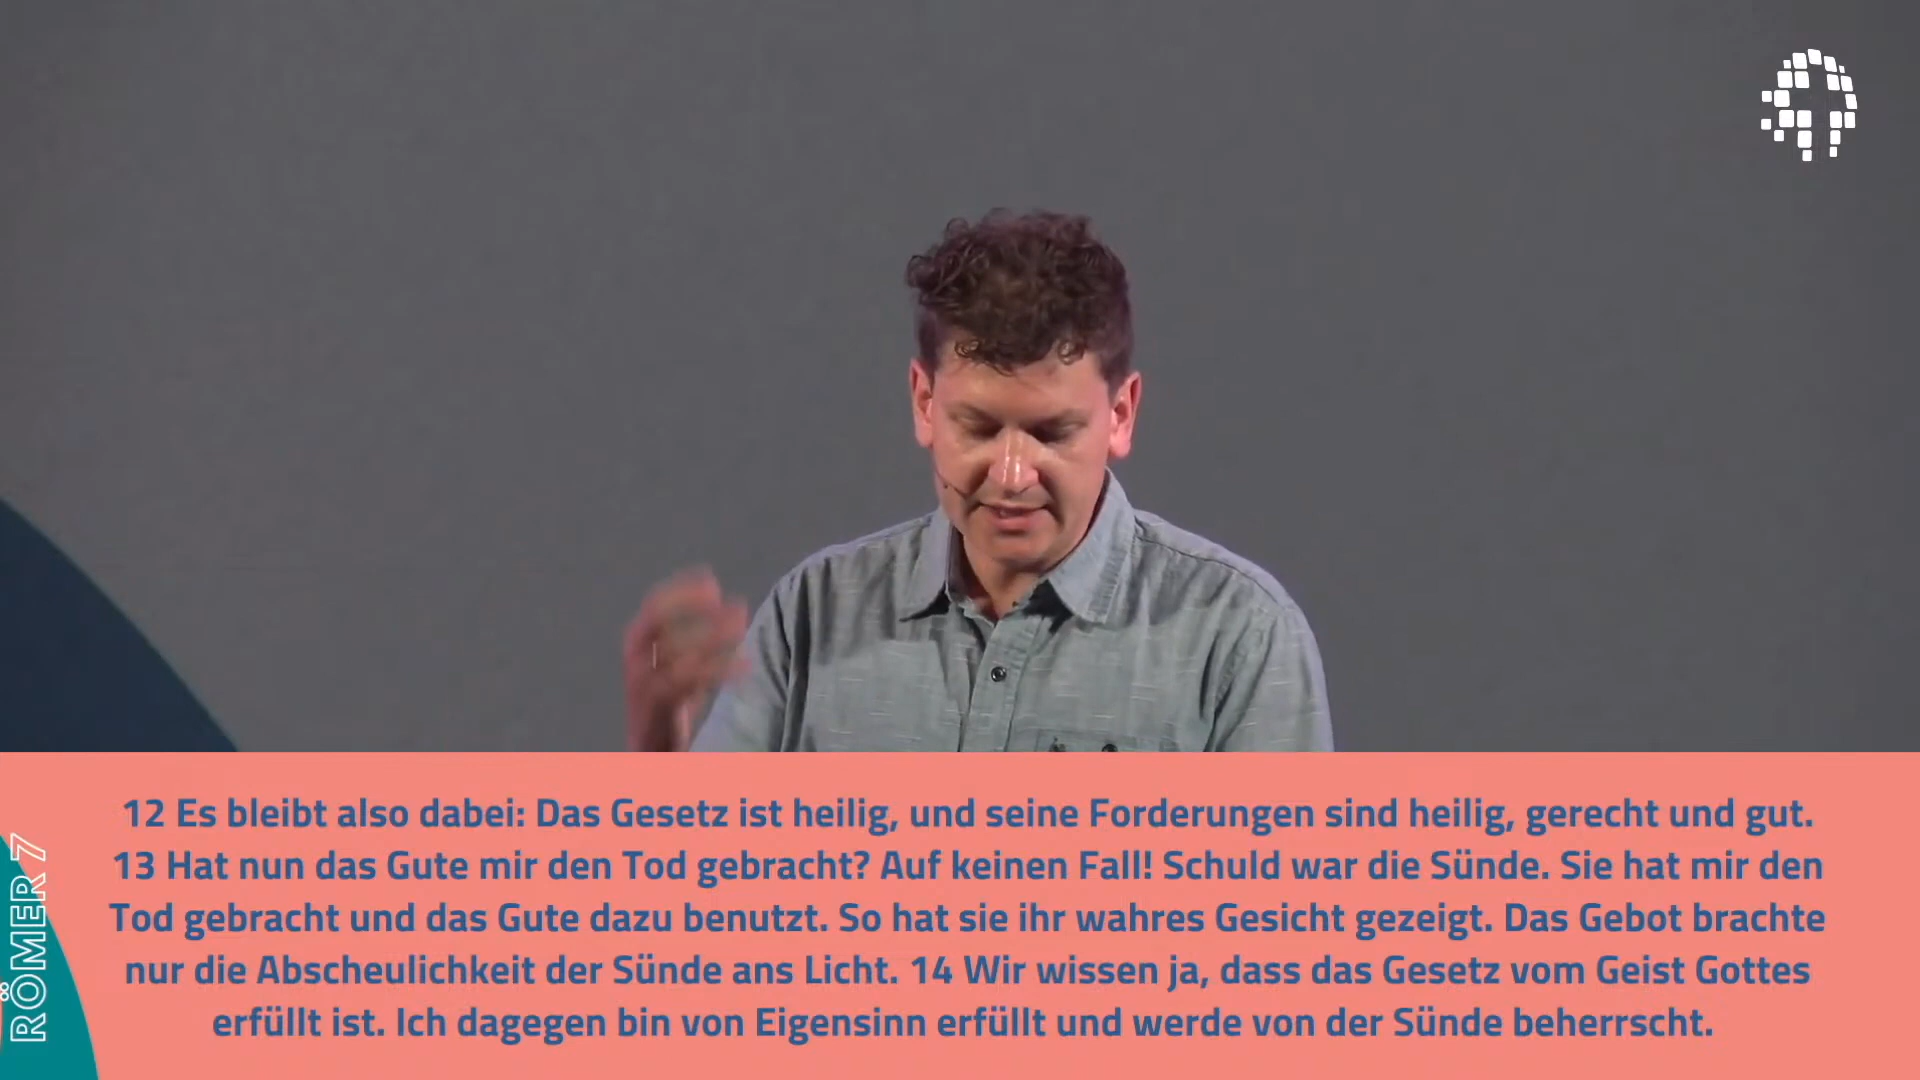 12 Es bleibt also dabei: Das Gesetz ist heilig, und seine Forderungen sind heilig, gerecht und gut.
13 Hat nun das Gute mir den Tod gebracht? Auf keinen Fall! Schuld war die Sünde. Sie hat mir den
Tod gebracht und das Gute dazu benutzt. So hat sie ihr wahres Gesicht gezeigt. Das Gebot brachte
nur die Abscheulichkeit der Sünde ans Licht. 14 Wir wissen ja, dass das Gesetz vom Geist Gottes
erfüllt ist. Ich dagegen bin von Eigensinn erfüllt und werde von der Sünde beherrscht.
RÖMER 7